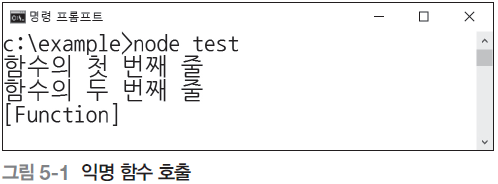 명령 프롬프트
c:\example>node test
함수의 첫 번째 줄
함수의 두 번째 줄
[Function]
그림 5-1 익명 함수 호출